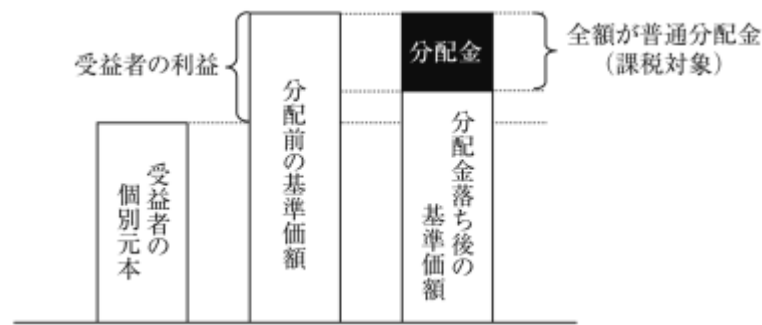 受益者の利益
受益者の
個別元本
分配前の基準価額
分配金
分配金落ち後の
基準価額
全額が普通分配金
（課税対象）